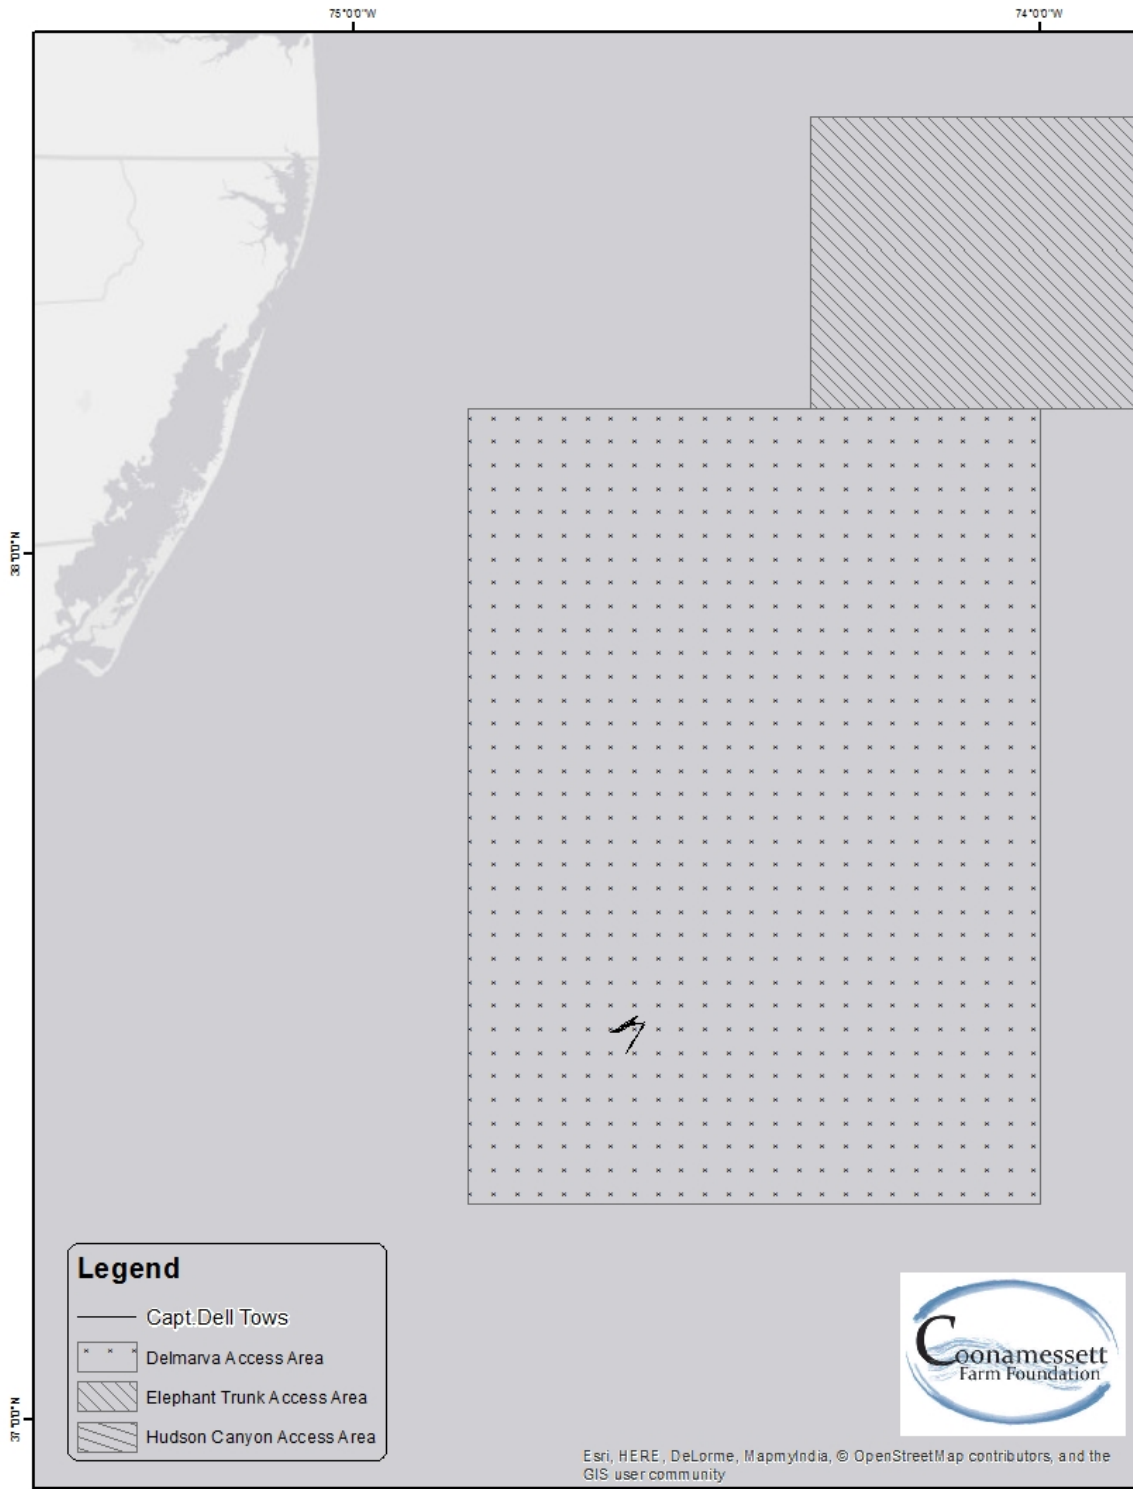 75°0'0"W
74°0'0"W
38°0'0"N
37°0'0"N
Legend
Capt.Dell Tows
Delmarva Access Area
Elephant Trunk Access Area
Hudson Canyon Access Area
Coonamessett
Farm Foundation
Esri, HERE, DeLorme, MapmyIndia, © OpenStreetMap contributors, and the
GIS user community